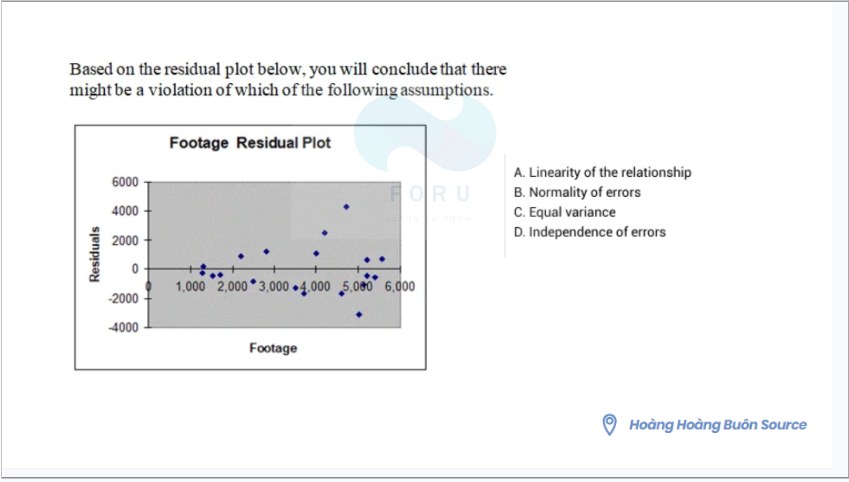 Based on the residual plot below, you will conclude that there
might be a violation of which of the following assumptions.
Footage Residual Plot
6000
4000
2000
0
-2000
-4000
Residuals
0 1,000 2,000 3,000 4,000 5,000 6,000
Footage
FORU
A. Linearity of the relationship
B. Normality of errors
C. Equal variance
D. Independence of errors
Hoàng Hoàng Buôn Source